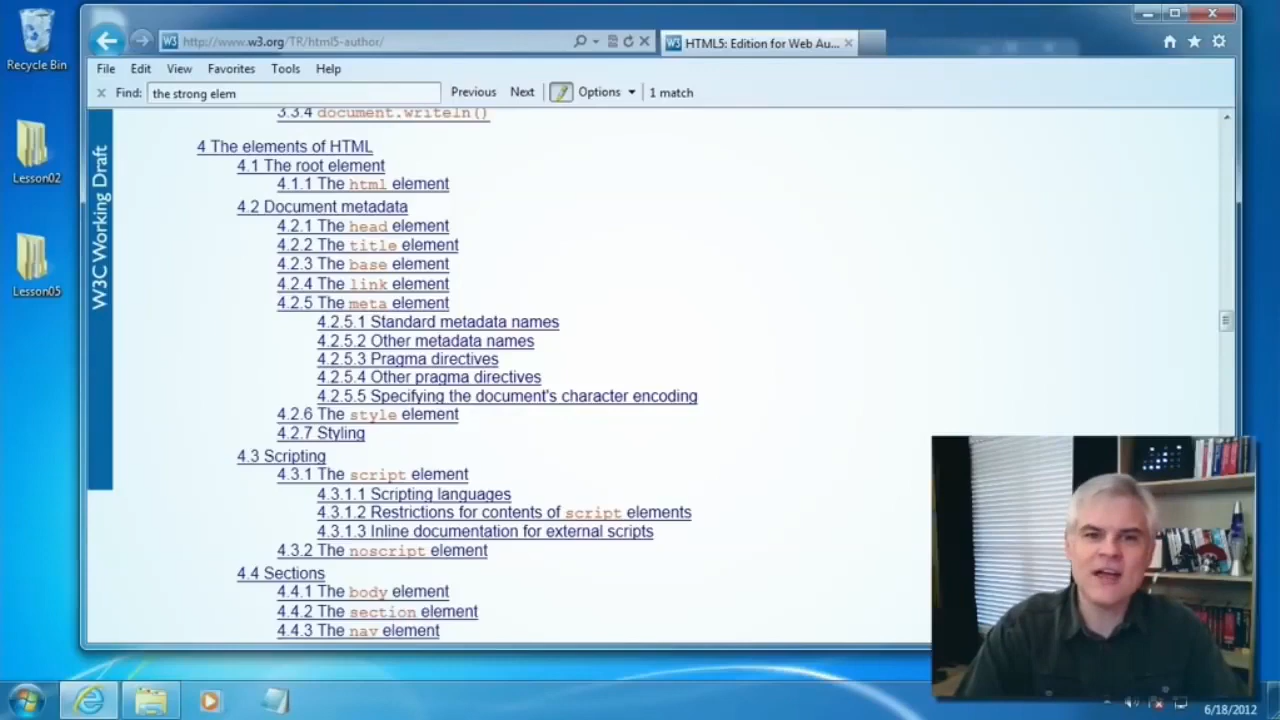 Recycle Bin
Lesson02
Lesson05
http://www.w3.org/TR/html5-author/
HTML5: Edition for Web Au...
File Edit View Favorites Tools Help
Find: the strong elem Previous Next Options 1 match
W3C Working Draft
3.3.4 document.writeln()
4 The elements of HTML
4.1 The root element
4.1.1 The html element
4.2 Document metadata
4.2.1 The head element
4.2.2 The title element
4.2.3 The base element
4.2.4 The link element
4.2.5 The meta element
4.2.5.1 Standard metadata names
4.2.5.2 Other metadata names
4.2.5.3 Pragma directives
4.2.5.4 Other pragma directives
4.2.5.5 Specifying the document's character encoding
4.2.6 The style element
4.2.7 Styling
4.3 Scripting
4.3.1 The script element
4.3.1.1 Scripting languages
4.3.1.2 Restrictions for contents of script elements
4.3.1.3 Inline documentation for external scripts
4.3.2 The noscript element
4.4 Sections
4.4.1 The body element
4.4.2 The section element
4.4.3 The nav element
6/18/2012